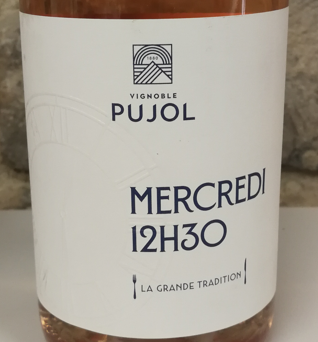 VIGNOBLE
PUJOL
MERCREDI
12H30
LA GRANDE TRADITION